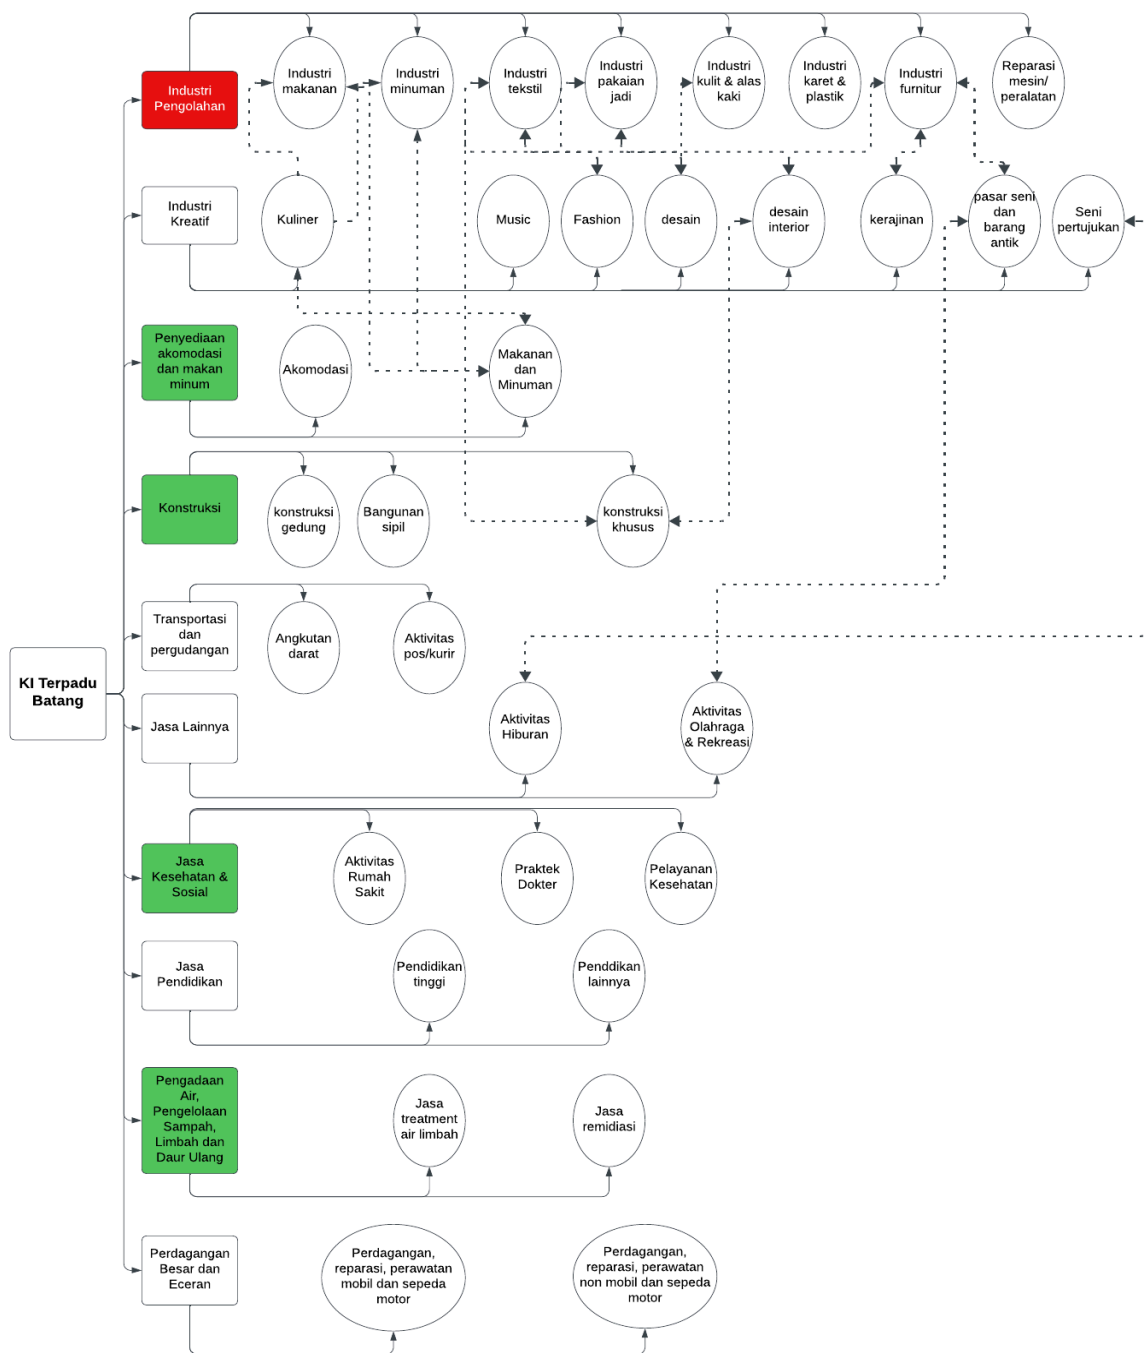 Industri
Pengolahan
Industri
makanan
Industri
minuman
Industri
tekstil
Industri
pakaian
jadi
Industri
kulit & alas
kaki
Industri
karet &
plastik
Industri
furnitur
Reparasi
mesin/
peralatan
Industri
Kreatif
Kuliner
Music
Fashion
desain
desain
interior
kerajinan
pasar seni
dan
barang
antik
Seni
pertujukan
Penyediaan
akomodasi
dan makan
minum
Akomodasi
Makanan
dan
Minuman
Konstruksi
konstruksi
gedung
Bangunan
sipil
konstruksi
khusus
Transportasi
dan
pergudangan
Angkutan
darat
Aktivitas
pos/kurir
KI Terpadu
Batang
Jasa Lainnya
Aktivitas
Hiburan
Aktivitas
Olahraga
& Rekreasi
Jasa
Kesehatan &
Sosial
Aktivitas
Rumah
Sakit
Praktek
Dokter
Pelayanan
Kesehatan
Jasa
Pendidikan
Pendidikan
tinggi
Penddikan
lainnya
Pengadaan
Air,
Pengelolaan
Sampah,
Limbah dan
Daur Ulang
Jasa
treatment
air limbah
Jasa
remidiasi
Perdagangan
Besar dan
Eceran
Perdagangan,
reparasi, perawatan
mobil dan sepeda
motor
Perdagangan,
reparasi, perawatan
non mobil dan sepeda
motor